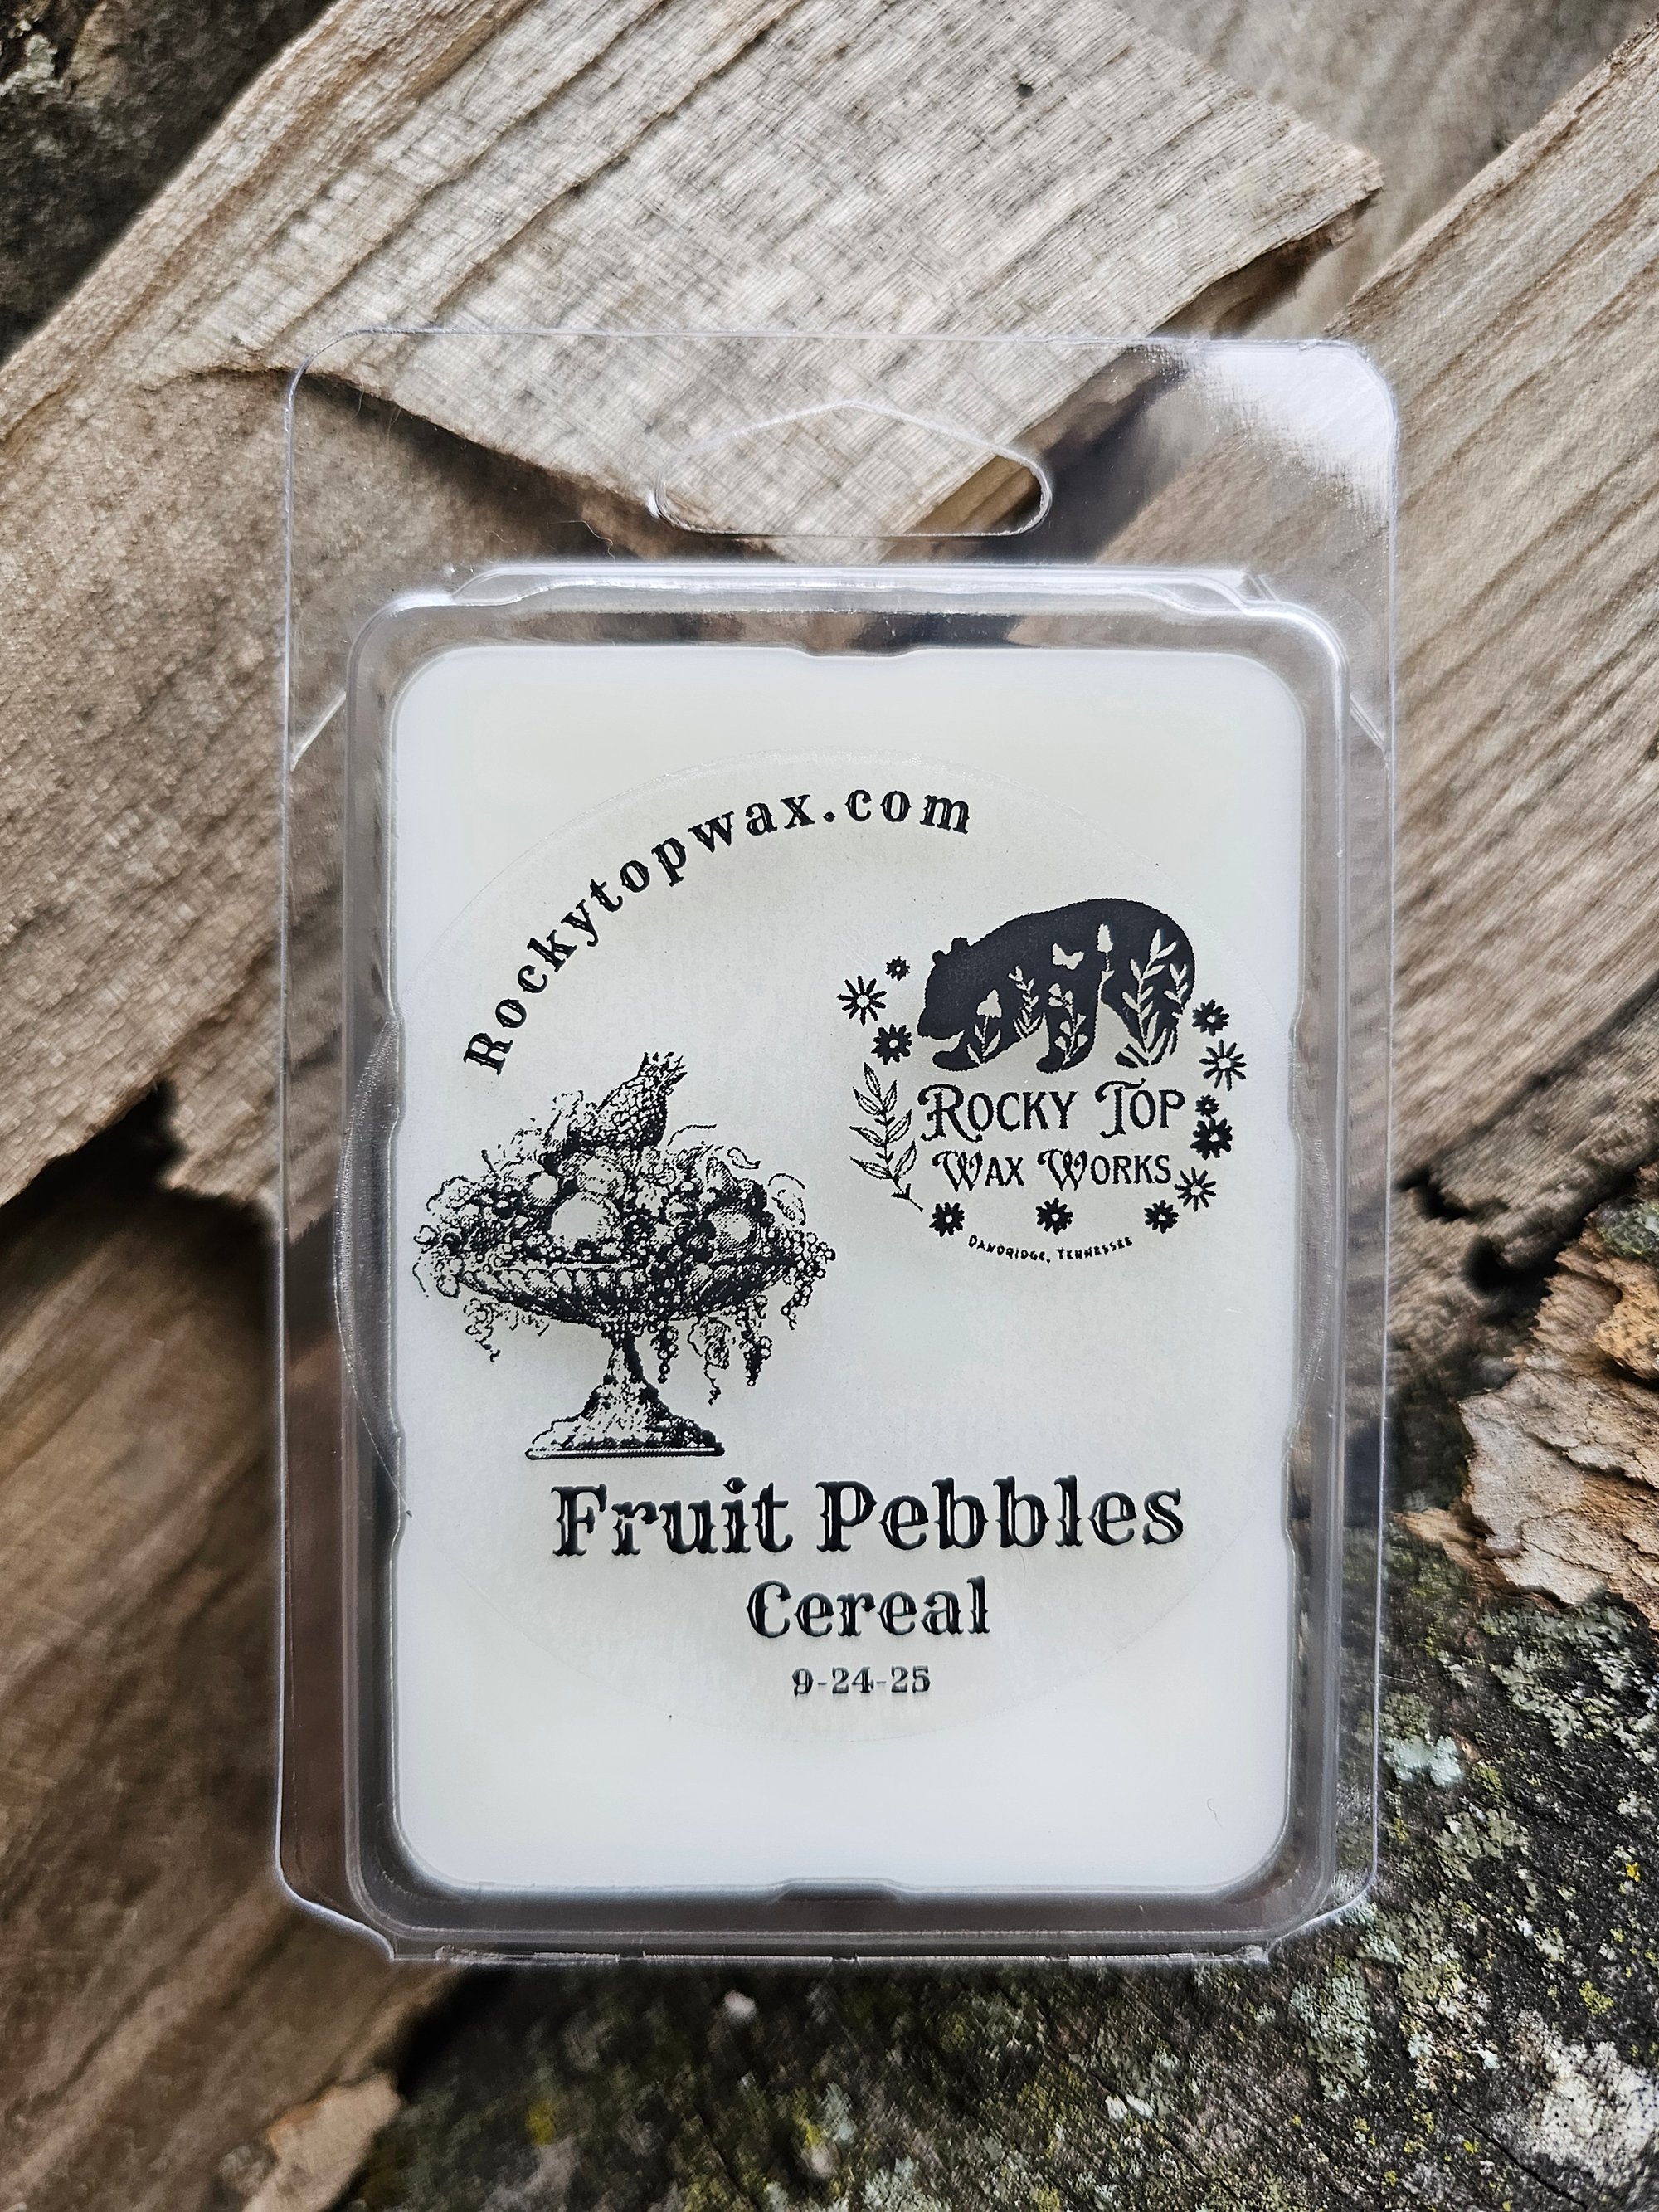 Rockytopwax.com
Rocky Top
Wax Works
Dandridge, Tennessee
Fruit Pebbles
Cereal
9-24-25